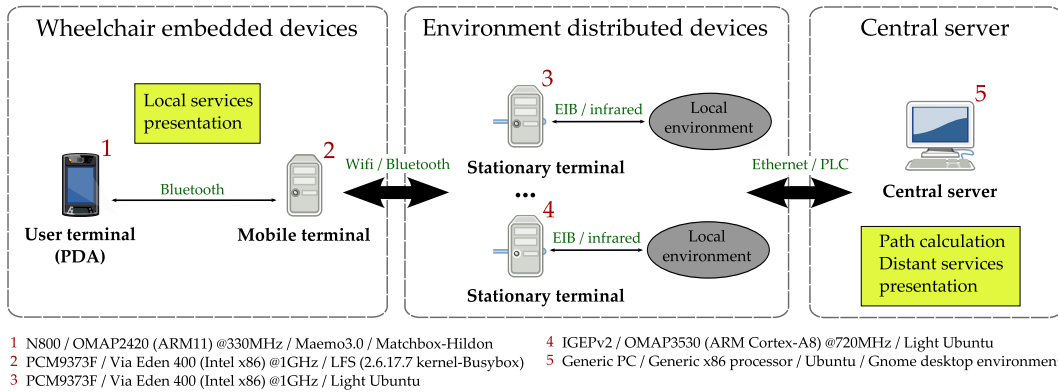 Wheelchair embedded devices
Environment distributed devices
Central server
Local services
presentation
1
2
Bluetooth
User terminal
(PDA)
Mobile terminal
Wifi / Bluetooth
3
EIB / infrared
Local
environment
Stationary terminal
...
4
EIB / infrared
Local
environment
Stationary terminal
Ethernet / PLC
5
Central server
Path calculation
Distant services
presentation
1 N800 / OMAP2420 (ARM11) @330MHz / Maemo3.0 / Matchbox-Hildon
2 PCM9373F / Via Eden 400 (Intel x86) @1GHz / LFS (2.6.17.7 kernel-Busybox)
3 PCM9373F / Via Eden 400 (Intel x86) @1GHz / Light Ubuntu
4 IGEPv2 / OMAP3530 (ARM Cortex-A8) @720MHz / Light Ubuntu
5 Generic PC / Generic x86 processor / Ubuntu / Gnome desktop environmen